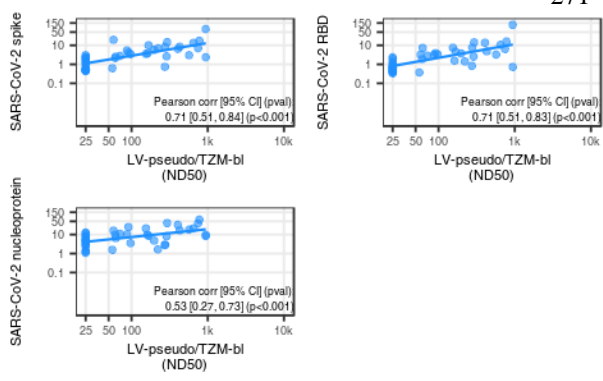 271
SARS-CoV-2 spike
150
50
10
1
0.1
Pearson corr [95% CI] (pval)
0.71 [0.51, 0.84] (p<0.001)
25 50 100 1k 10k
LV-pseudo/TZM-bl
(ND50)
SARS-CoV-2 RBD
150
50
10
1
0.1
Pearson corr [95% CI] (pval)
0.71 [0.51, 0.83] (p<0.001)
25 50 100 1k 10k
LV-pseudo/TZM-bl
(ND50)
SARS-CoV-2 nucleoprotein
150
50
10
1
0.1
Pearson corr [95% CI] (pval)
0.53 [0.27, 0.73] (p<0.001)
25 50 100 1k 10k
LV-pseudo/TZM-bl
(ND50)